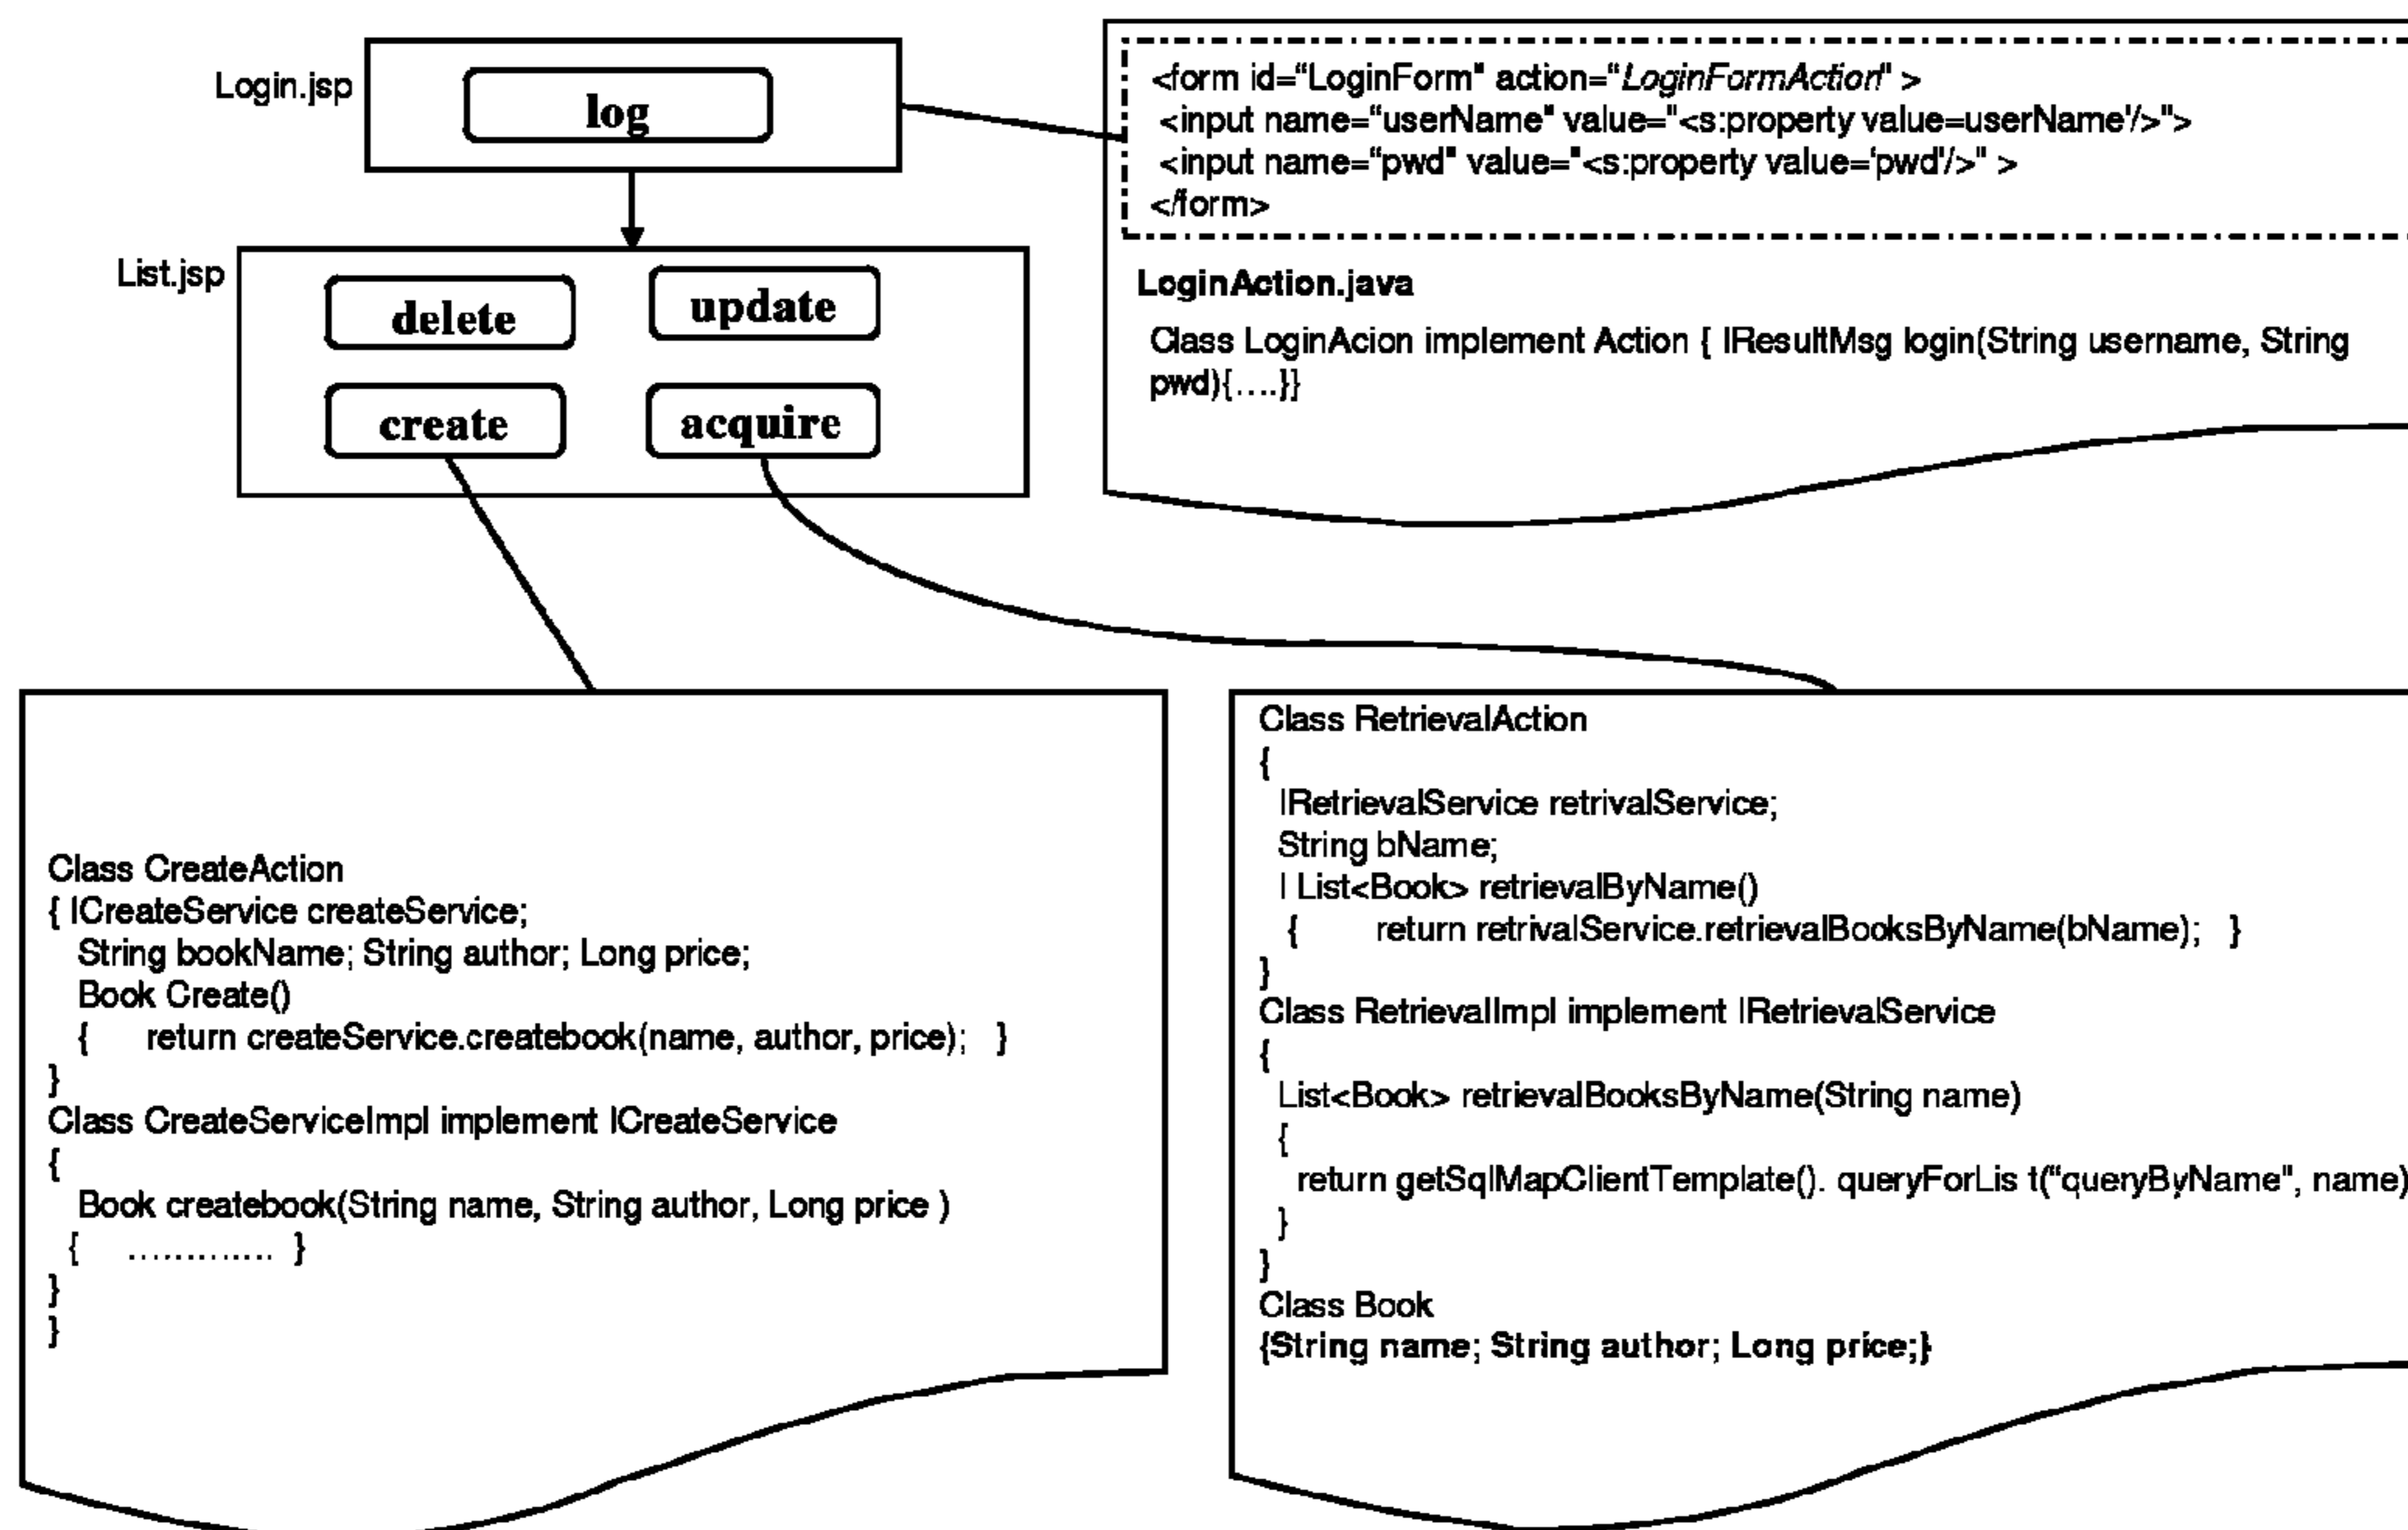 Login.jsp
log
<form id=“LoginForm" action=“LoginFormAction" >
<input name=“userName" value="<s:property value=userName'/>">
<input name=“pwd" value="<s:property value=‘pwd'/>" >
</form>
LoginAction.java
Class LoginAcion implement Action { IResultMsg login(String username, String
pwd){....}}
List.jsp
delete
update
create
acquire
Class CreateAction
{ ICreateService createService;
String bookName; String author; Long price;
Book Create()
{ return createService.createbook(name, author, price); }
}
Class CreateServiceImpl implement ICreateService
{
Book createbook(String name, String author, Long price )
{ ............. }
}
}
Class RetrievalAction
{
IRetrievalService retrivalService;
String bName;
l List<Book> retrievalByName()
{ return retrivalService.retrievalBooksByName(bName); }
}
Class RetrievalImpl implement IRetrievalService
{
List<Book> retrievalBooksByName(String name)
{
return getSqlMapClientTemplate(). queryForLis t(“queryByName", name)
}
}
Class Book
{String name; String author; Long price;}